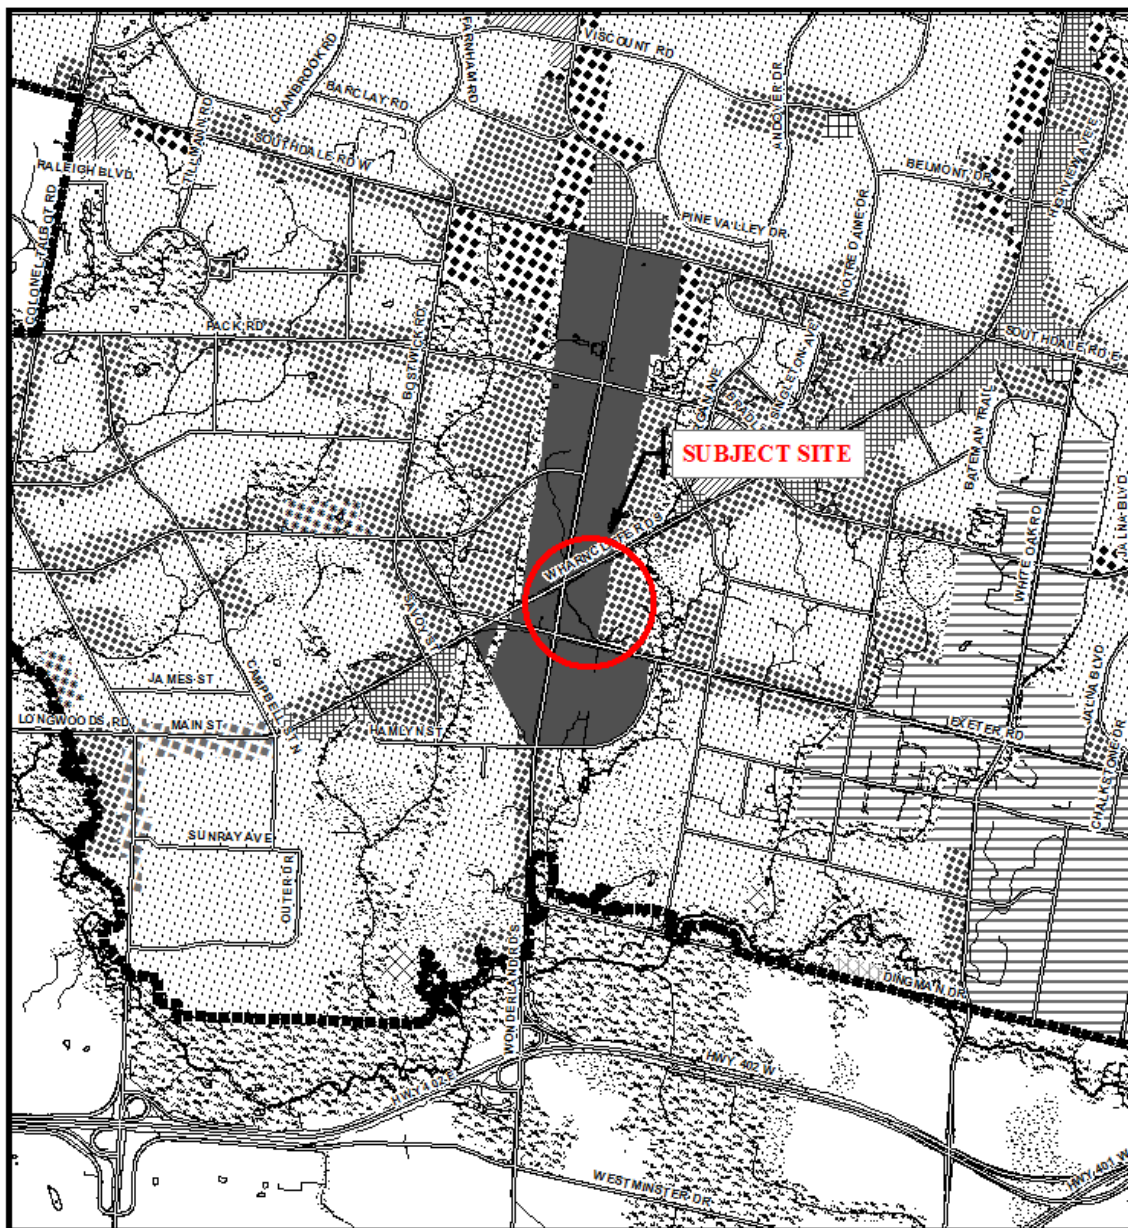 VISCOUNT RD
FARNHAM RD
CRANBROOK RD
BARCLAY RD
ANDOVER DR
TILLMANN RD
SOUTHDALE RD W
RALEIGH BLVD
BELMONT DR
HIGHVIEW AVE E
COLONEL TALBOT RD
PINE VALLEY DR
NOTRE DAME DR
PACK RD
BOSTWICK RD
SOUTHDALE RD E
SINGLETON AVE
BATEMAN TRAIL
SUBJECT SITE
WHARNCLIFFE RD S
WHITE OAK RD
JALNA BLVD
SAVOY ST
CAMPBELL ST N
JAMES ST
LONGWOODS RD
MAIN ST
HAMLYN ST
EXETER RD
JALNA BLVD
CHALKSTONE DR
SUNRAY AVE
OUTER DR
WONDERLAND RD S
DINGMAN DR
HWY 402 E
HWY 402 W
HWY 401 W
WESTMINSTER DR